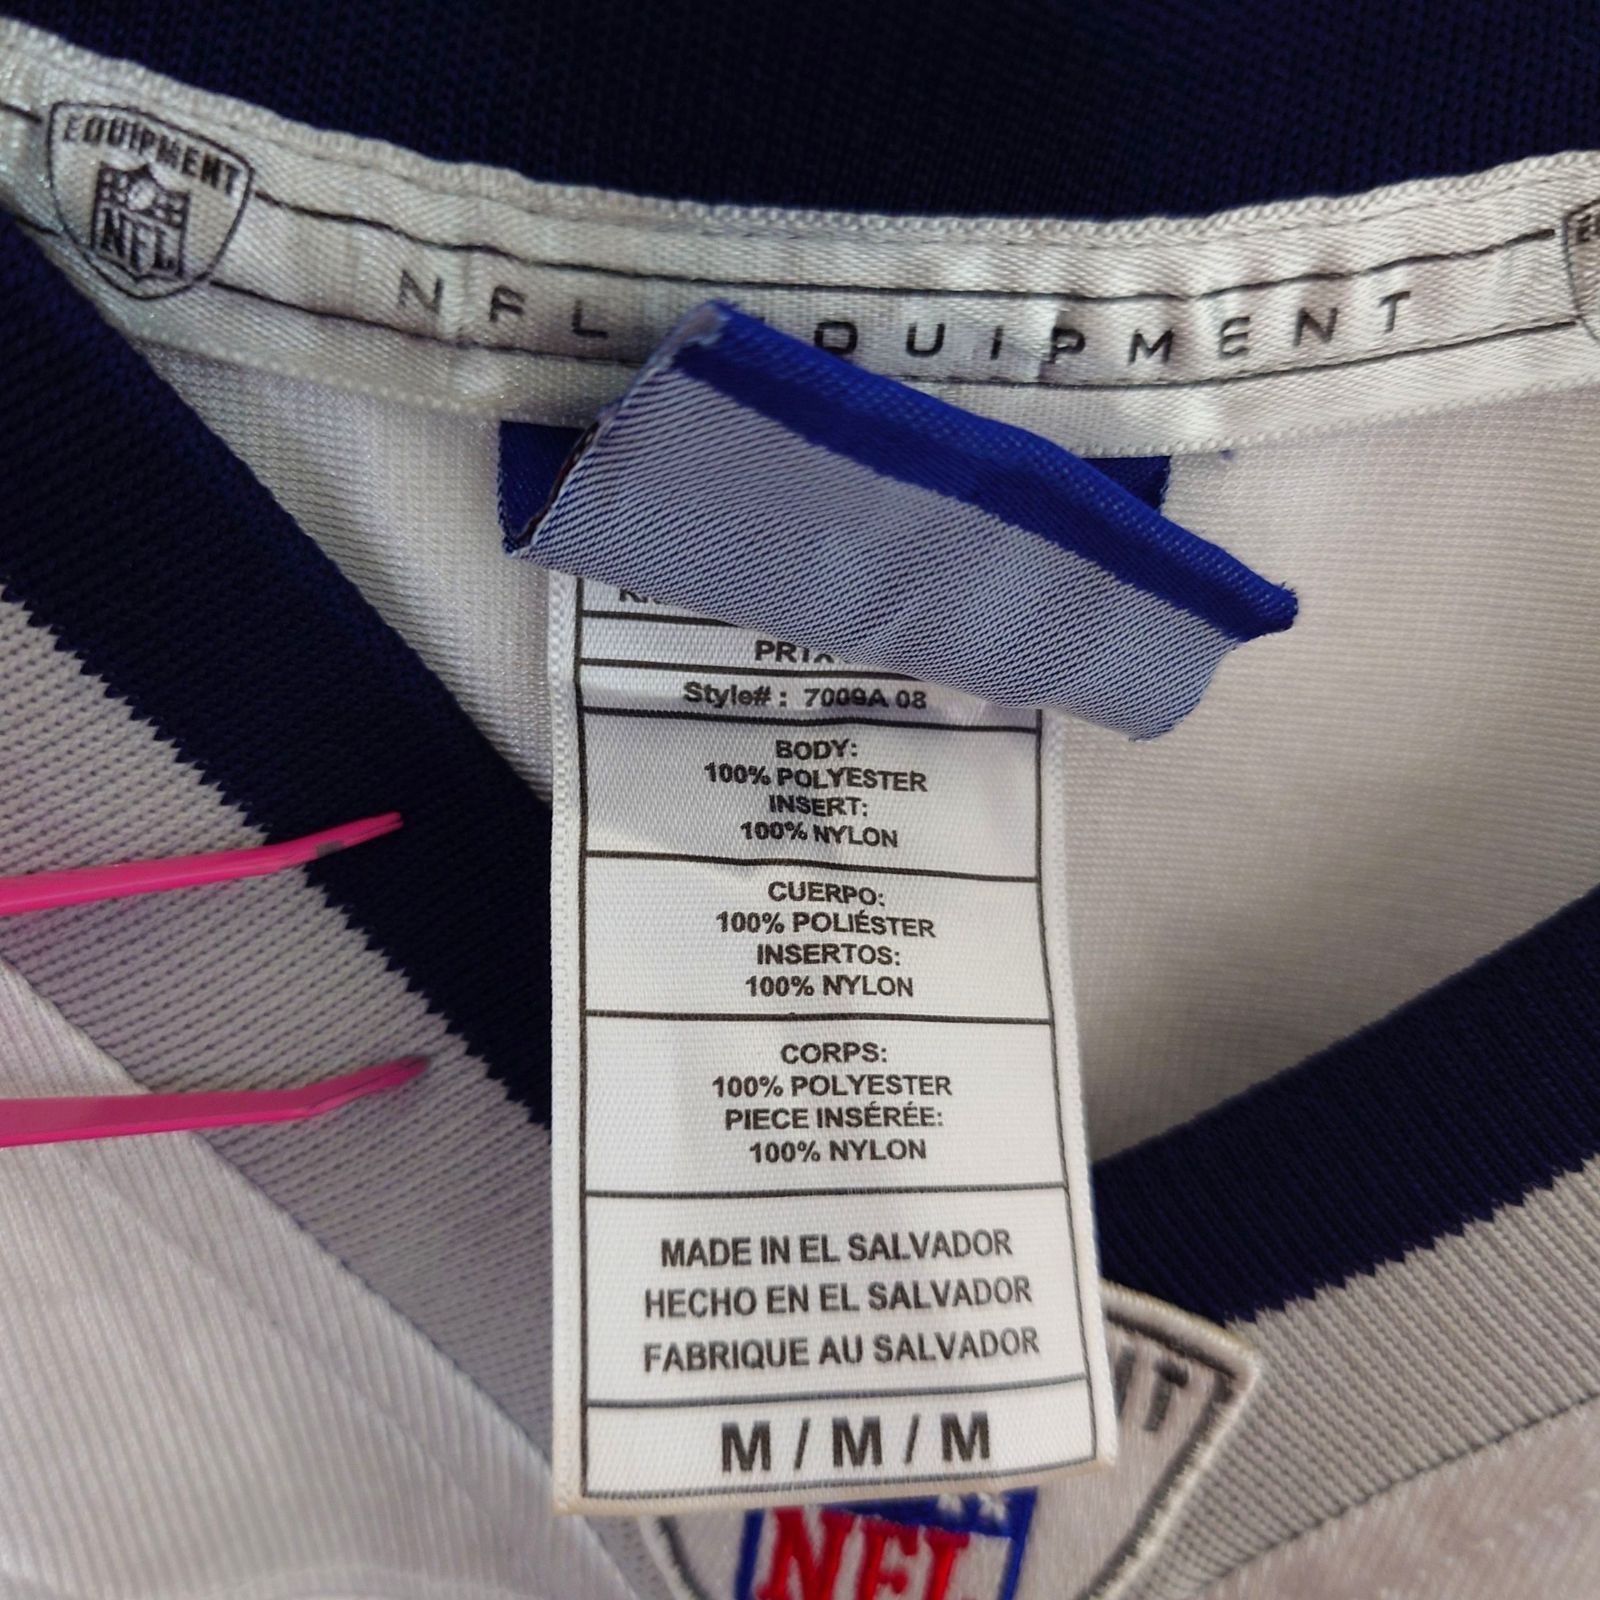 EQUIPMENT
NFL
NFL QUIPMENT
Style# : 7009A 08
BODY:
100% POLYESTER
INSERT:
100% NYLON
CUERPO:
100% POLIÉSTER
INSERTOS:
100% NYLON
CORPS:
100% POLYESTER
PIECE INSÉRÉE:
100% NYLON
MADE IN EL SALVADOR
HECHO EN EL SALVADOR
FABRIQUE AU SALVADOR
M / M / M
NFL